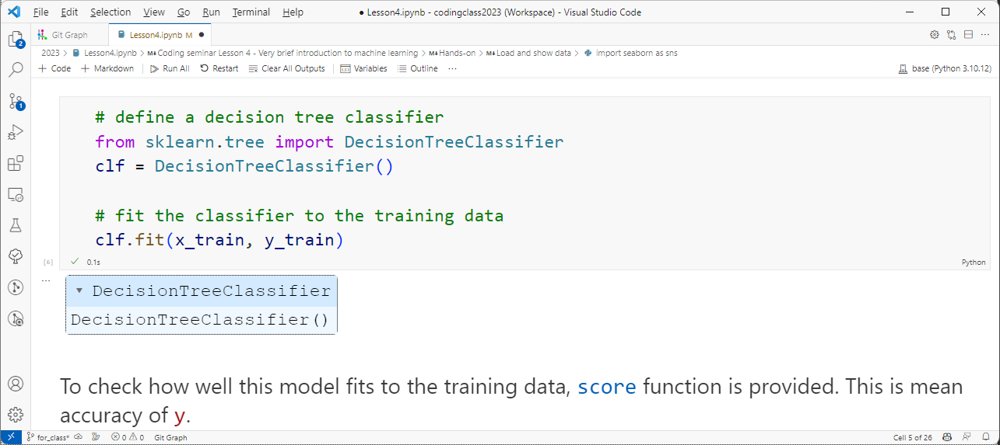 File Edit Selection View Go Run Terminal Help ● Lesson4.ipynb - codingclass2023 (Workspace) - Visual Studio Code
Git Graph Lesson4.ipynb M ●
2023 > Lesson4.ipynb > M↓Coding seminar Lesson 4 - Very brief introduction to machine learning > M↓Hands-on > M↓Load and show data > import seaborn as sns
+ Code + Markdown Run All Restart Clear All Outputs Variables Outline ··· base (Python 3.10.12)
2
1
# define a decision tree classifier
from sklearn.tree import DecisionTreeClassifier
clf = DecisionTreeClassifier()
# fit the classifier to the training data
clf.fit(x_train, y_train)
[6] ✓ 0.1s Python
···
▾ DecisionTreeClassifier
DecisionTreeClassifier()
To check how well this model fits to the training data, score function is provided. This is mean
accuracy of y.
for_class* 0 0 Git Graph Cell 5 of 26